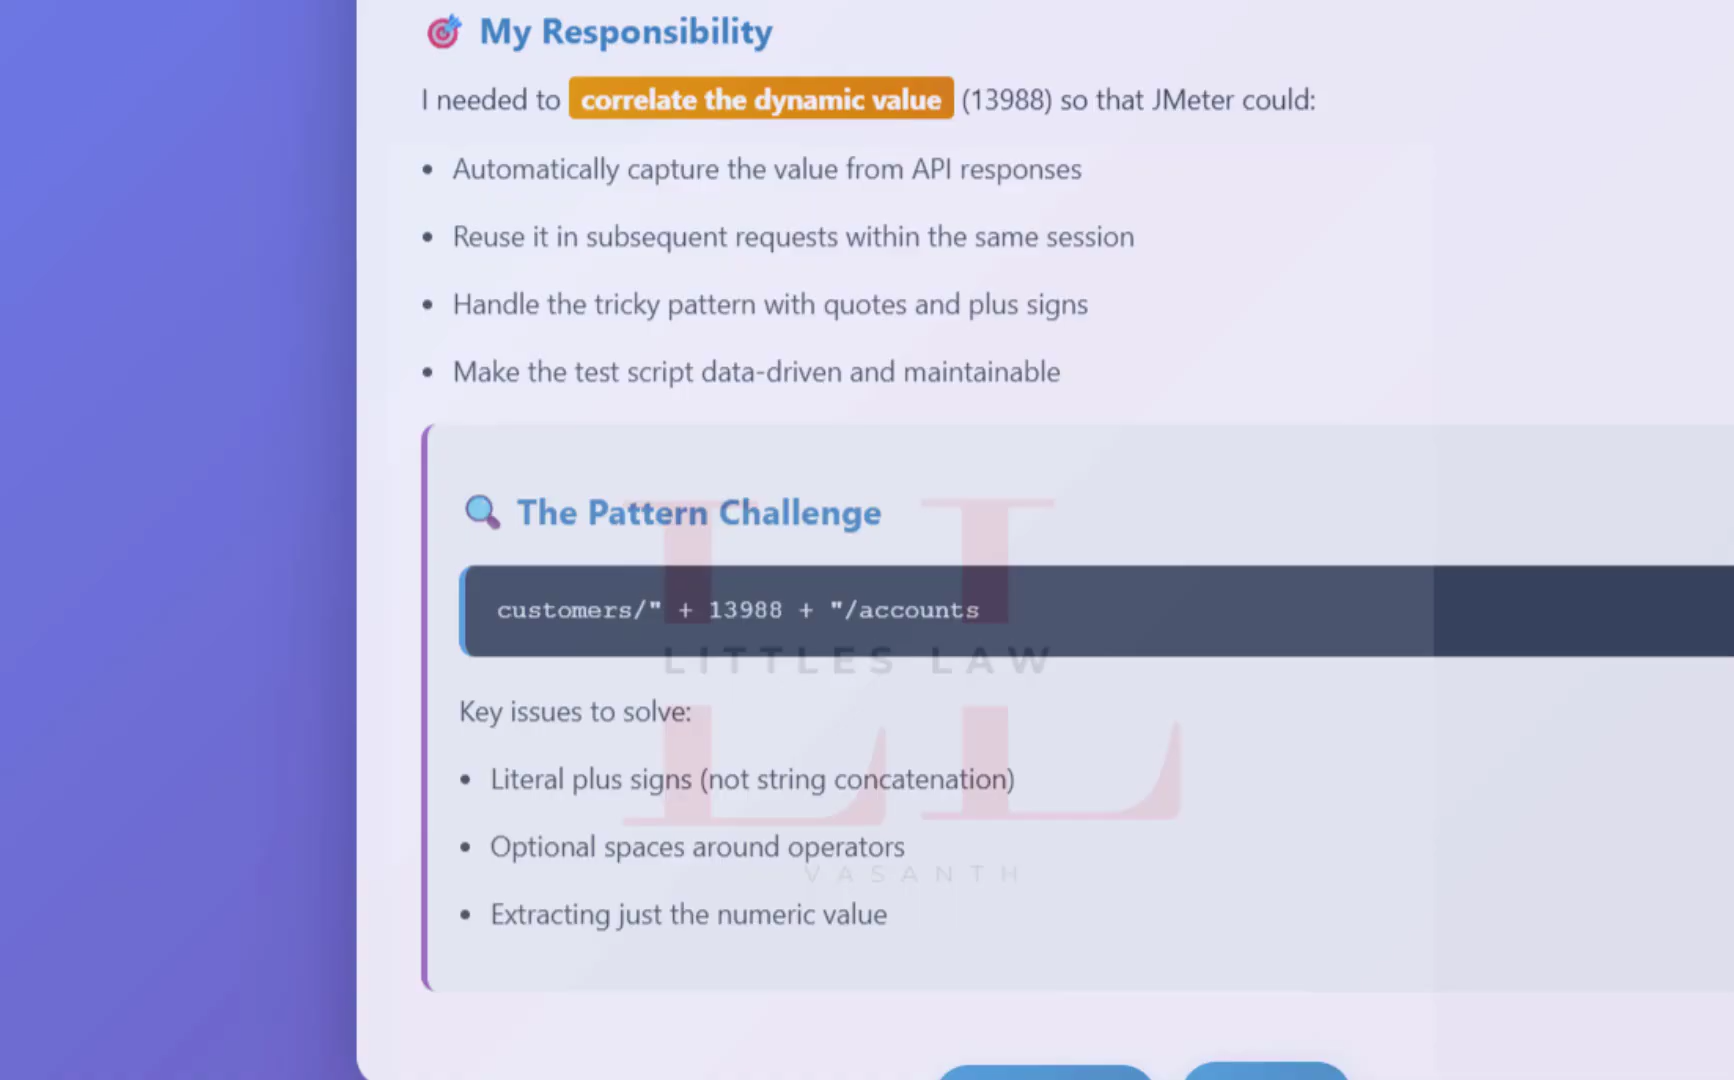 My Responsibility
I needed to correlate the dynamic value (13988) so that JMeter could:
Automatically capture the value from API responses
Reuse it in subsequent requests within the same session
Handle the tricky pattern with quotes and plus signs
Make the test script data-driven and maintainable
The Pattern Challenge
customers/" + 13988 + "/accounts
LITTLES LAW
Key issues to solve:
Literal plus signs (not string concatenation)
Optional spaces around operators
VASANTH
Extracting just the numeric value